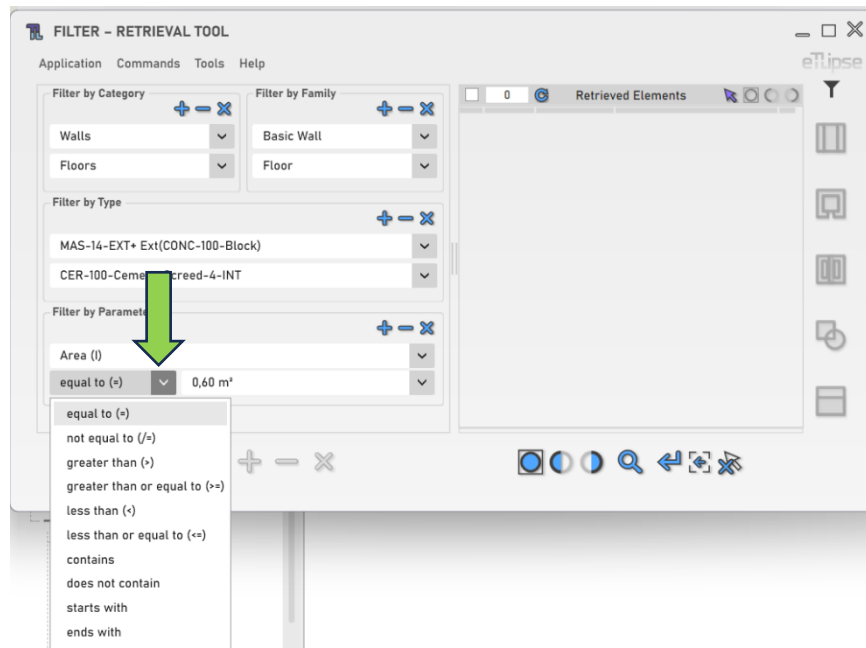 FILTER – RETRIEVAL TOOL
Application Commands Tools Help
eTLipse
Filter by Category
Filter by Family
0 Retrieved Elements
Walls
Basic Wall
Floors
Floor
Filter by Type
MAS-14-EXT+ Ext(CONC-100-Block)
CER-100-Ceme creed-4-INT
Filter by Paramete
Area (I)
equal to (=)
0,60 m²
equal to (=)
not equal to (/=)
greater than (>)
greater than or equal to (>=)
less than (<)
less than or equal to (<=)
contains
does not contain
starts with
ends with